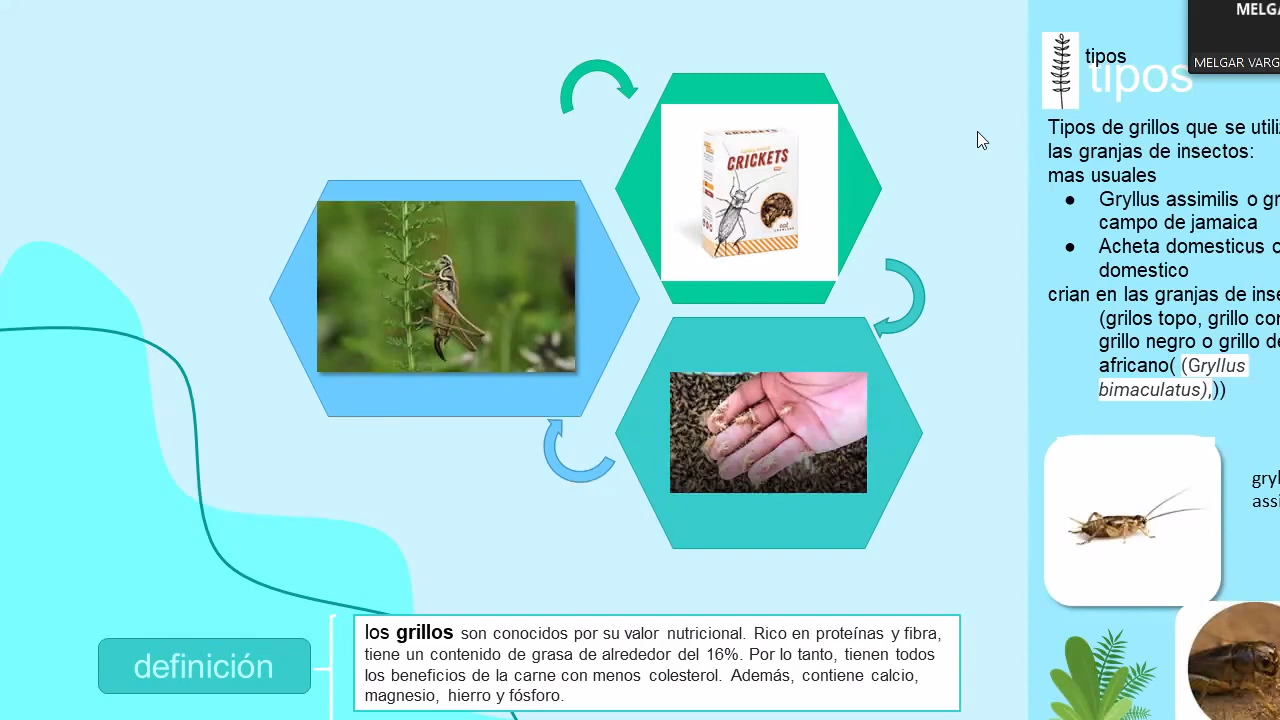 MELGA
MELGAR VARG
tipos
tipos
Tipos de grillos que se utiliz
las granjas de insectos:
mas usuales
● Gryllus assimilis o gr
campo de jamaica
● Acheta domesticus o
domestico
crian en las granjas de inse
(grilos topo, grillo con
grillo negro o grillo de
africano( (Gryllus
bimaculatus),))
gryl
assi
CRICKETS
CRICKETS
eat
definición
los grillos son conocidos por su valor nutricional. Rico en proteínas y fibra,
tiene un contenido de grasa de alrededor del 16%. Por lo tanto, tienen todos
los beneficios de la carne con menos colesterol. Además, contiene calcio,
magnesio, hierro y fósforo.